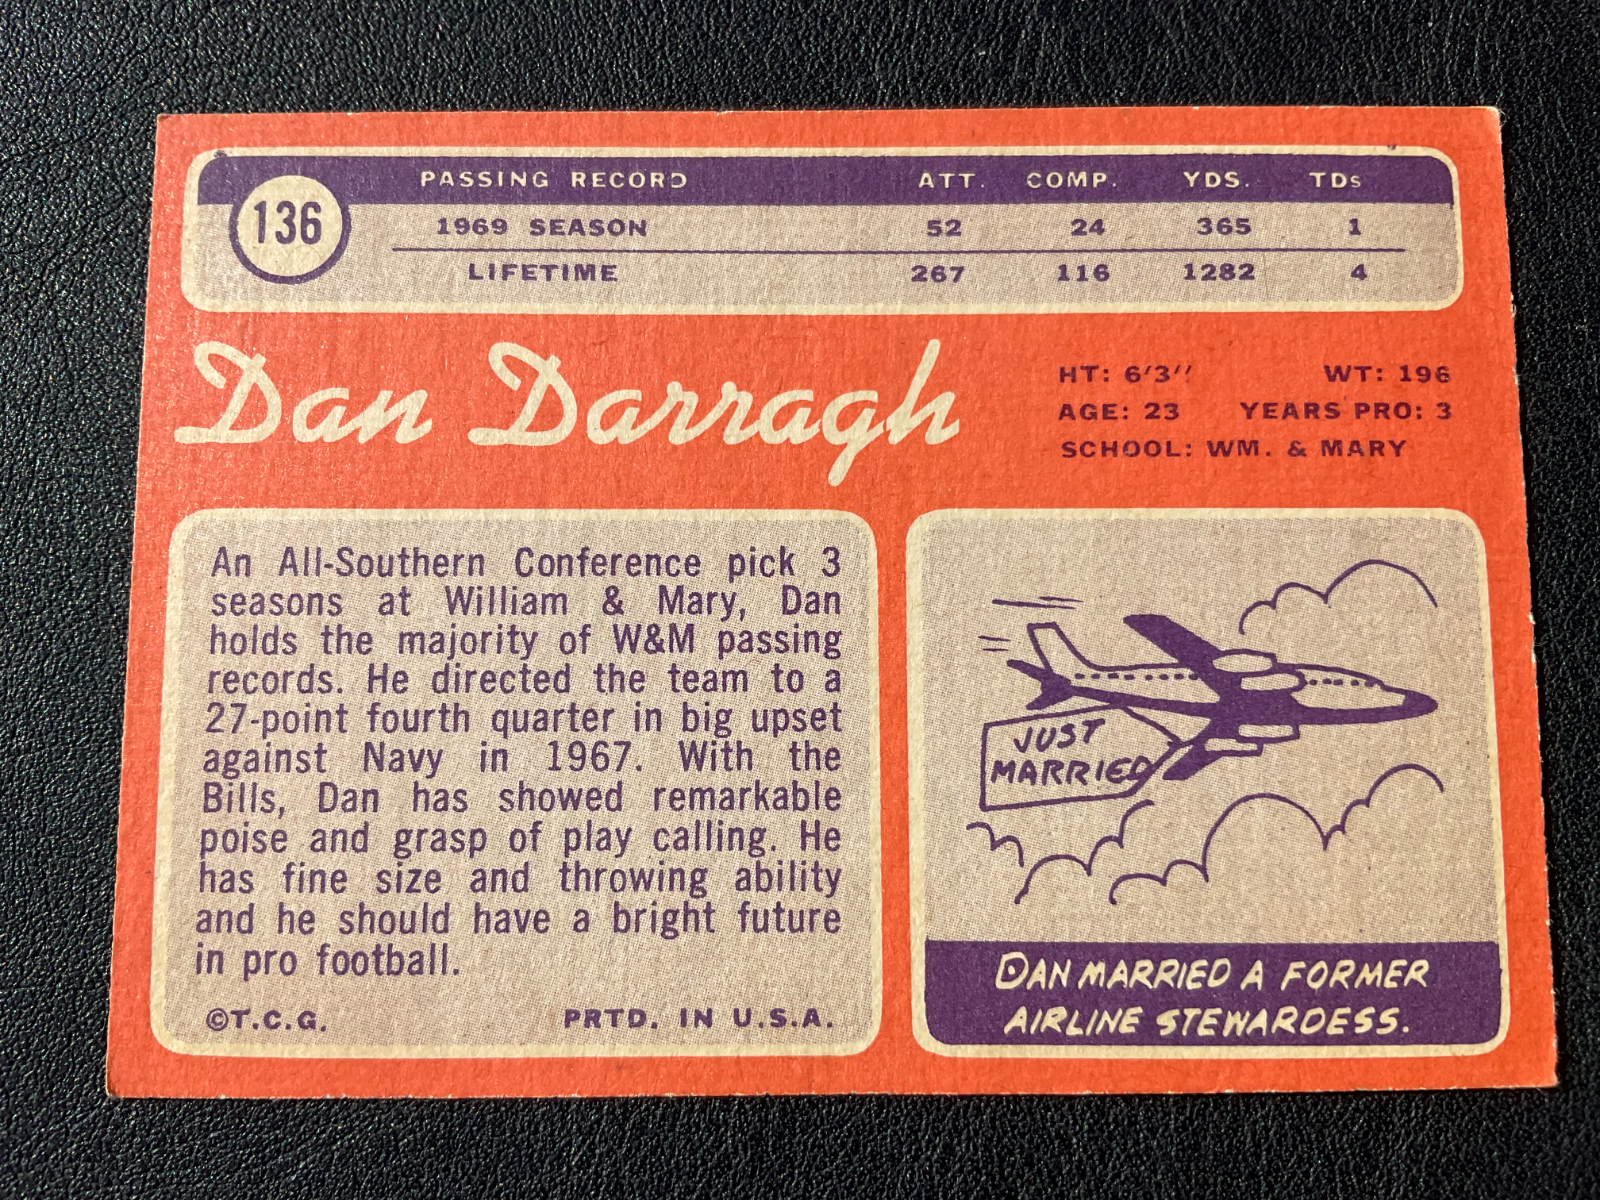 136
PASSING RECORD ATT. COMP. YDS. TDs
1969 SEASON 52 24 365 1
LIFETIME 267 116 1282 4
Dan Darragh
HT: 6'3'' WT: 196
AGE: 23 YEARS PRO: 3
SCHOOL: WM. & MARY
An All-Southern Conference pick 3
seasons at William & Mary, Dan
holds the majority of W&M passing
records. He directed the team to a
27-point fourth quarter in big upset
against Navy in 1967. With the
Bills, Dan has showed remarkable
poise and grasp of play calling. He
has fine size and throwing ability
and he should have a bright future
in pro football.
©T.C.G. PRTD. IN U.S.A.
JUST
MARRIED
DAN MARRIED A FORMER
AIRLINE STEWARDESS.